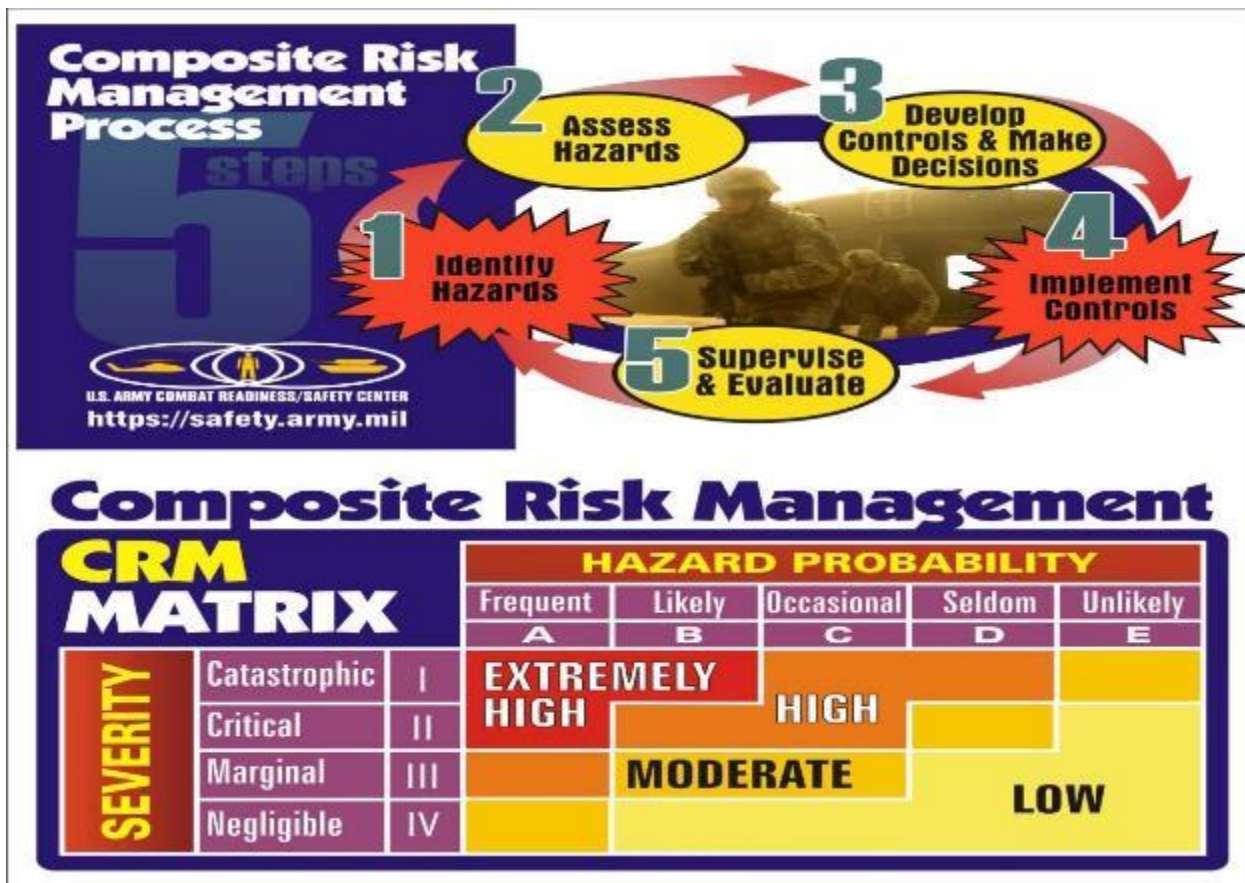 Composite Risk
Management
Process
5
steps
1
Identify
Hazards
2
Assess
Hazards
3
Develop
Controls & Make
Decisions
4
Implement
Controls
5
Supervise
& Evaluate
U.S. ARMY COMBAT READINESS/SAFETY CENTER
https://safety.army.mil
Composite Risk Management
CRM
MATRIX
HAZARD PROBABILITY
Frequent Likely Occasional Seldom Unlikely
A B C D E
SEVERITY
Catastrophic I
Critical II
Marginal III
Negligible IV
EXTREMELY
HIGH
HIGH
MODERATE
LOW